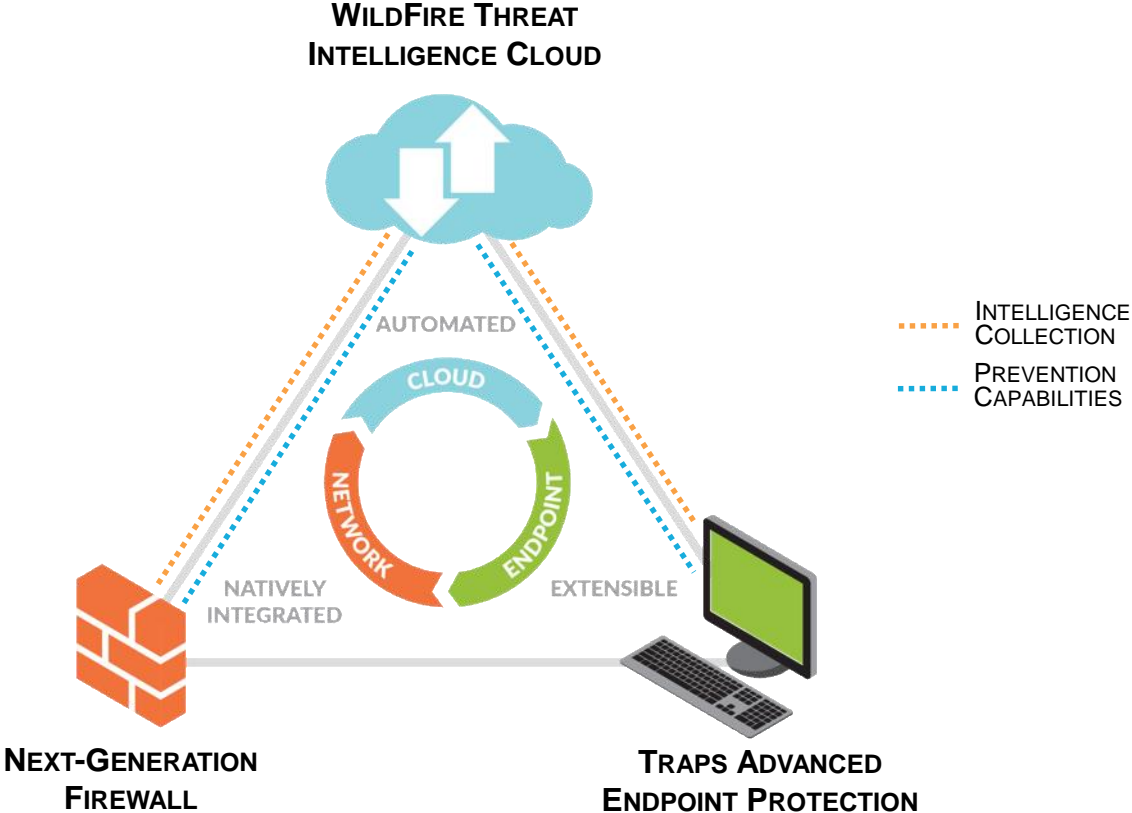 WILDFIRE THREAT
INTELLIGENCE CLOUD
AUTOMATED
CLOUD
NETWORK
ENDPOINT
NATIVELY
INTEGRATED
EXTENSIBLE
INTELLIGENCE
COLLECTION
PREVENTION
CAPABILITIES
NEXT-GENERATION
FIREWALL
TRAPS ADVANCED
ENDPOINT PROTECTION